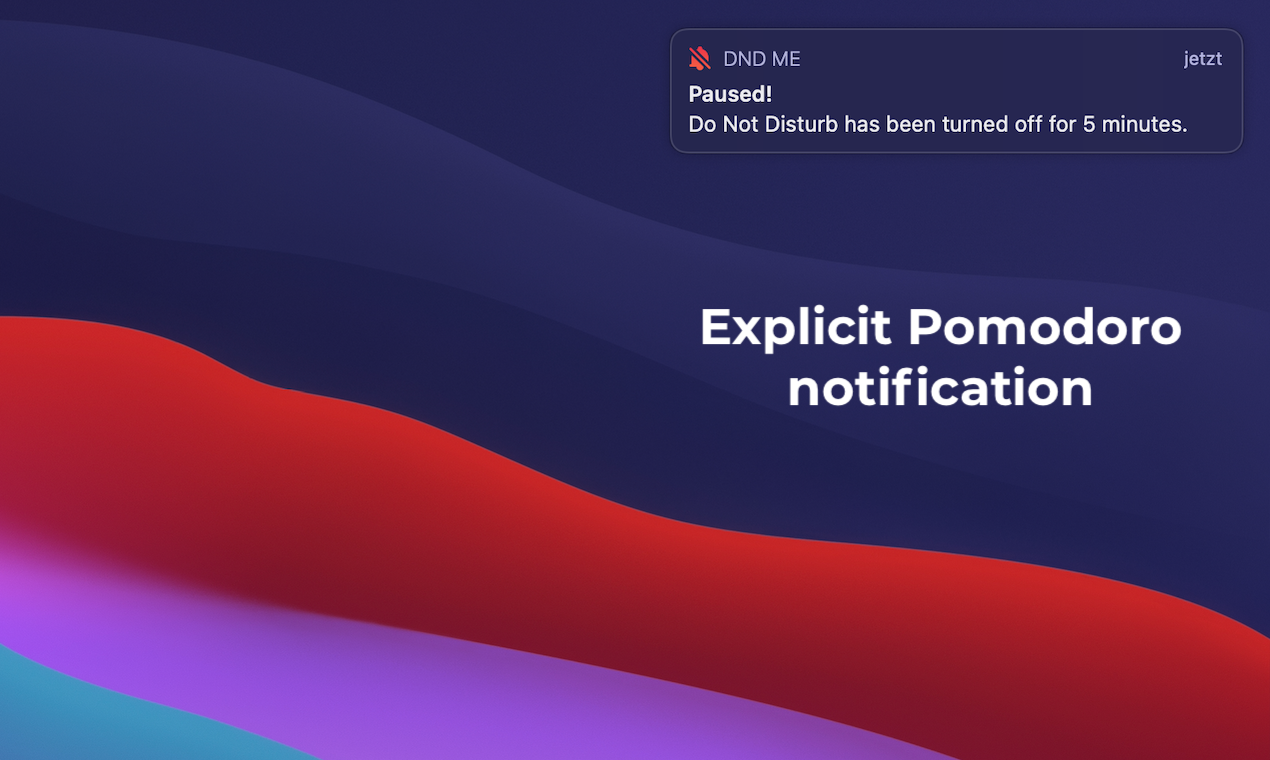 DND ME jetzt
Paused!
Do Not Disturb has been turned off for 5 minutes.
Explicit Pomodoro
notification